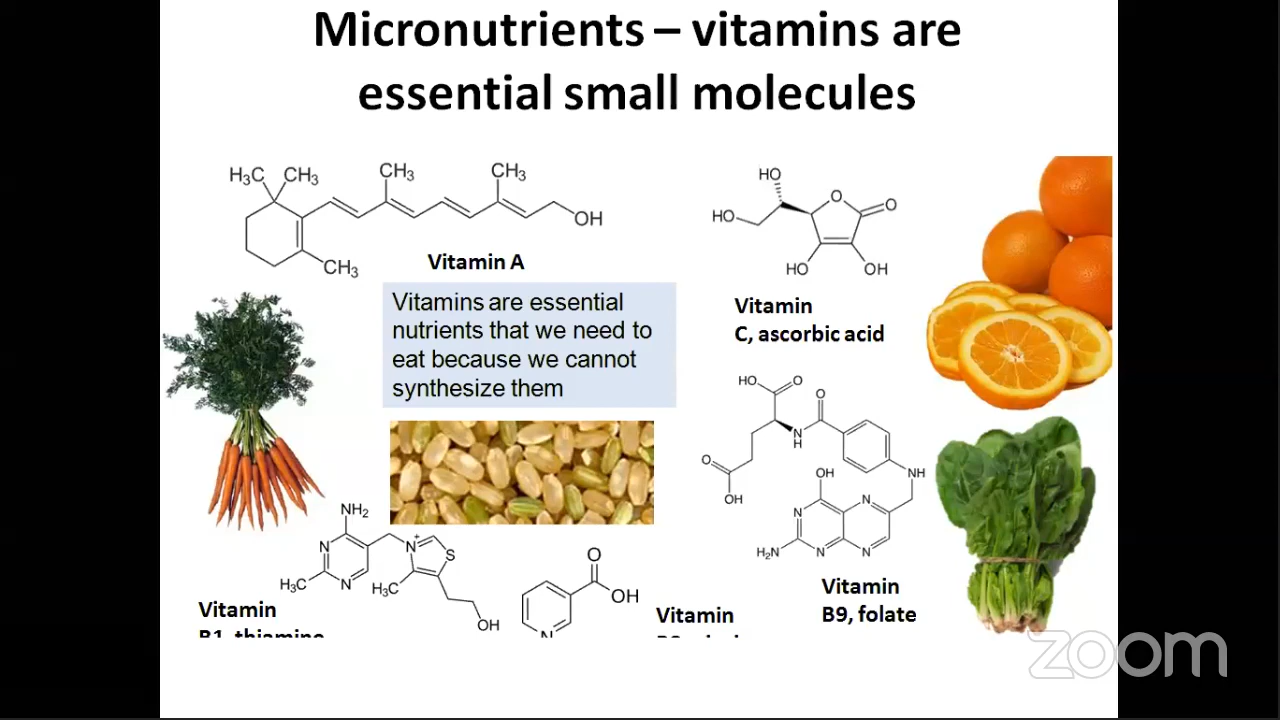 Micronutrients – vitamins are
essential small molecules
H₃C CH₃ CH₃ CH₃
OH
CH₃
Vitamin A
HO
O
O
HO
HO OH
Vitamin
C, ascorbic acid
Vitamins are essential
nutrients that we need to
eat because we cannot
synthesize them
HO O
O
N
H
O
OH
OH
NH
N
N
H₂N N N
Vitamin
B9, folate
NH₂
N
N⁺
S
H₃C N
H₃C
OH
Vitamin
B1, thiamine
O
OH
N
Vitamin
zoom